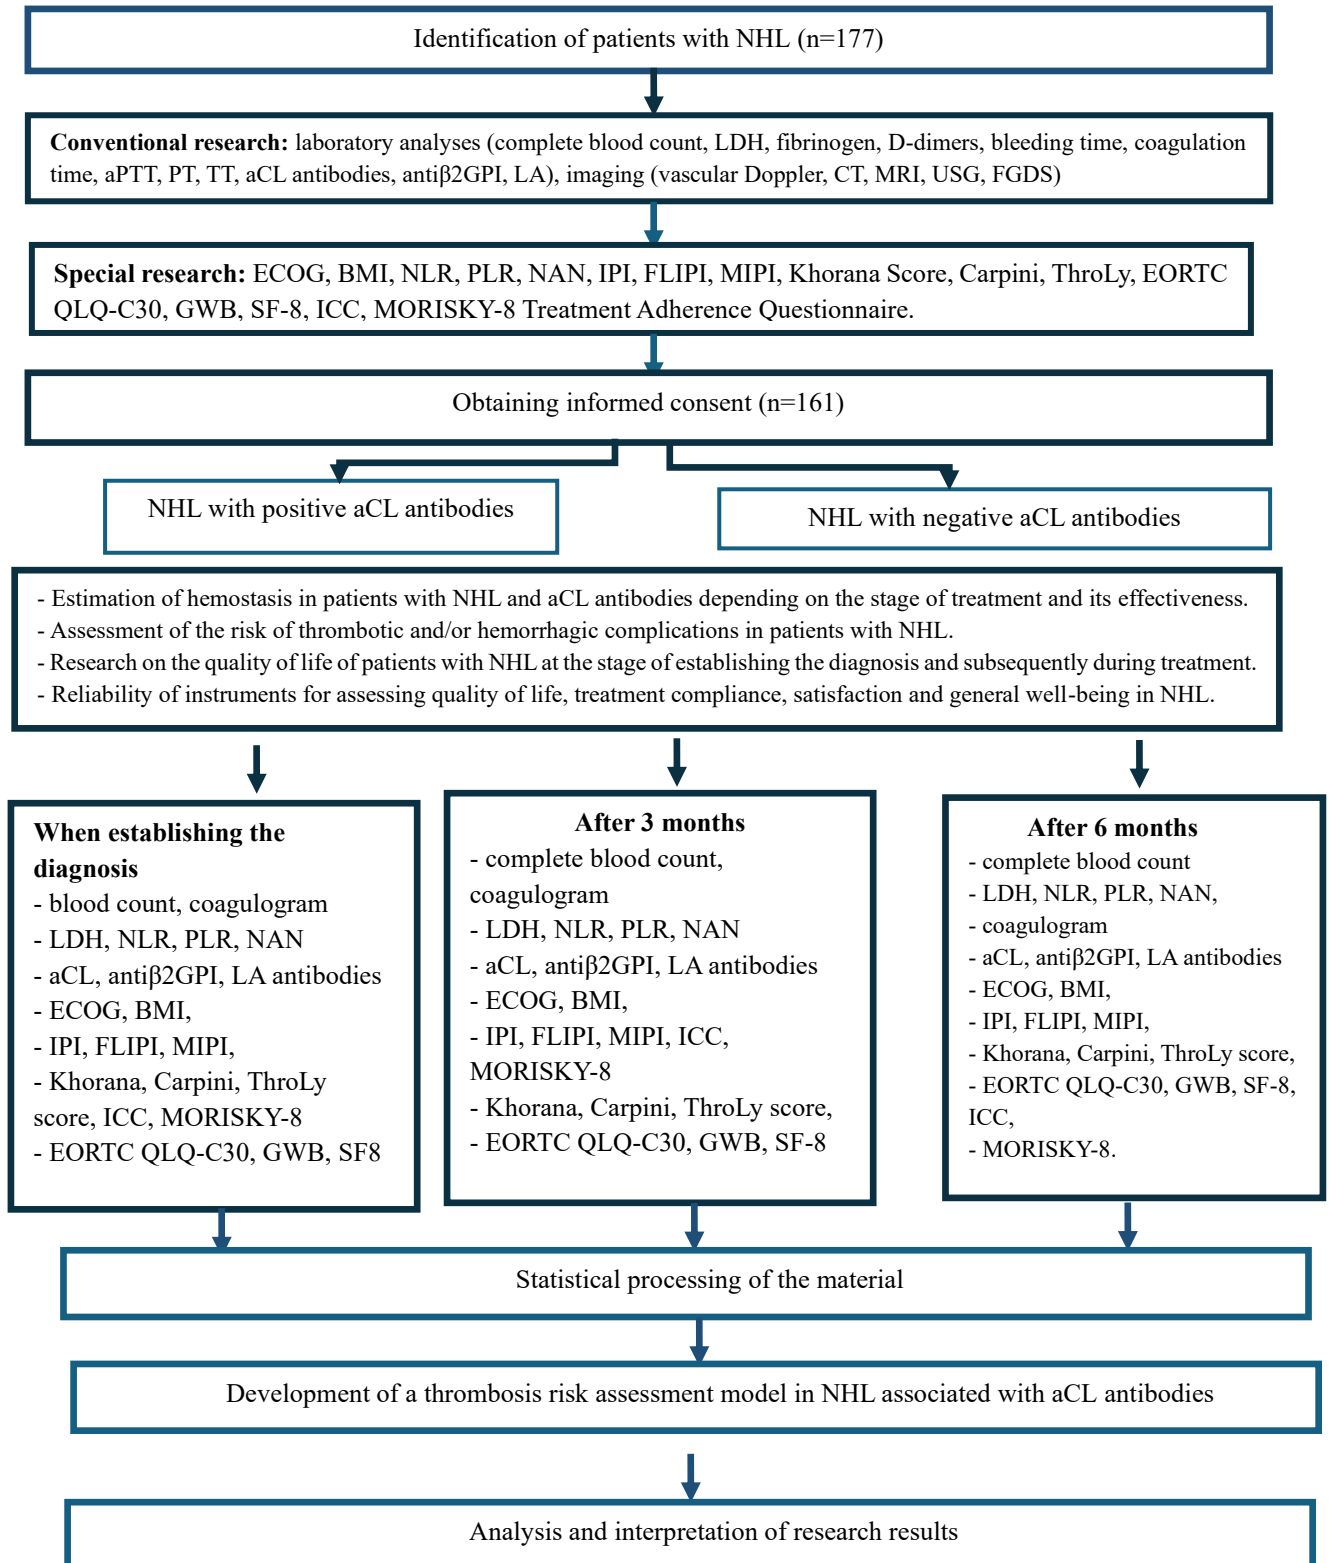 Identification of patients with NHL (n=177)
Conventional research: laboratory analyses (complete blood count, LDH, fibrinogen, D-dimers, bleeding time, coagulation
time, aPTT, PT, TT, aCL antibodies, antiβ2GPI, LA), imaging (vascular Doppler, CT, MRI, USG, FGDS)
Special research: ECOG, BMI, NLR, PLR, NAN, IPI, FLIPI, MIPI, Khorana Score, Carpini, ThroLy, EORTC
QLQ-C30, GWB, SF-8, ICC, MORISKY-8 Treatment Adherence Questionnaire.
Obtaining informed consent (n=161)
NHL with positive aCL antibodies
NHL with negative aCL antibodies
- Estimation of hemostasis in patients with NHL and aCL antibodies depending on the stage of treatment and its effectiveness.
- Assessment of the risk of thrombotic and/or hemorrhagic complications in patients with NHL.
- Research on the quality of life of patients with NHL at the stage of establishing the diagnosis and subsequently during treatment.
- Reliability of instruments for assessing quality of life, treatment compliance, satisfaction and general well-being in NHL.
When establishing the
diagnosis
- blood count, coagulogram
- LDH, NLR, PLR, NAN
- aCL, antiβ2GPI, LA antibodies
- ECOG, BMI,
- IPI, FLIPI, MIPI,
- Khorana, Carpini, ThroLy
score, ICC, MORISKY-8
- EORTC QLQ-C30, GWB, SF8
After 3 months
- complete blood count,
coagulogram
- LDH, NLR, PLR, NAN
- aCL, antiβ2GPI, LA antibodies
- ECOG, BMI,
- IPI, FLIPI, MIPI, ICC,
MORISKY-8
- Khorana, Carpini, ThroLy score,
- EORTC QLQ-C30, GWB, SF-8
After 6 months
- complete blood count
- LDH, NLR, PLR, NAN,
- coagulogram
- aCL, antiβ2GPI, LA antibodies
- ECOG, BMI,
- IPI, FLIPI, MIPI,
- Khorana, Carpini, ThroLy score,
- EORTC QLQ-C30, GWB, SF-8,
ICC,
- MORISKY-8.
Statistical processing of the material
Development of a thrombosis risk assessment model in NHL associated with aCL antibodies
Analysis and interpretation of research results